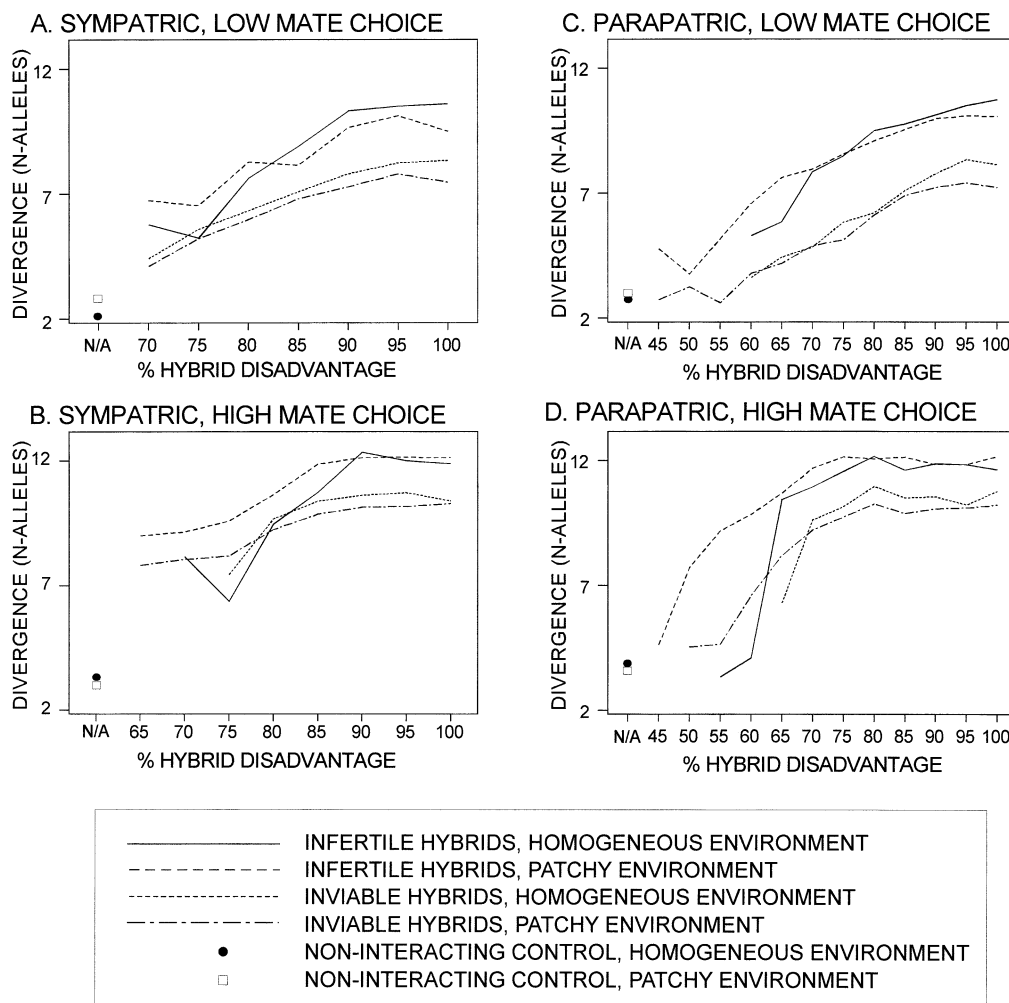 A. SYMPATRIC, LOW MATE CHOICE
DIVERGENCE (N-ALLELES)
12
7
2
N/A 70 75 80 85 90 95 100
% HYBRID DISADVANTAGE
C. PARAPATRIC, LOW MATE CHOICE
DIVERGENCE (N-ALLELES)
12
7
2
N/A 45 50 55 60 65 70 75 80 85 90 95 100
% HYBRID DISADVANTAGE
B. SYMPATRIC, HIGH MATE CHOICE
DIVERGENCE (N-ALLELES)
12
7
2
N/A 65 70 75 80 85 90 95 100
% HYBRID DISADVANTAGE
D. PARAPATRIC, HIGH MATE CHOICE
DIVERGENCE (N-ALLELES)
12
7
2
N/A 45 50 55 60 65 70 75 80 85 90 95 100
% HYBRID DISADVANTAGE
INFERTILE HYBRIDS, HOMOGENEOUS ENVIRONMENT
INFERTILE HYBRIDS, PATCHY ENVIRONMENT
INVIABLE HYBRIDS, HOMOGENEOUS ENVIRONMENT
INVIABLE HYBRIDS, PATCHY ENVIRONMENT
NON-INTERACTING CONTROL, HOMOGENEOUS ENVIRONMENT
NON-INTERACTING CONTROL, PATCHY ENVIRONMENT